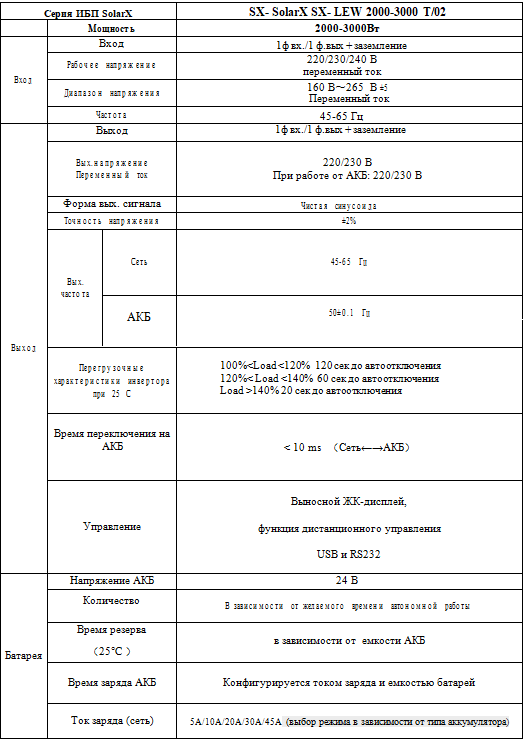 Серия ИБП SolarX
SX- SolarX SX- LEW 2000-3000 T/02
Мощность
2000-3000Вт
Вход
Вход
1ф вх./1 ф.вых + заземление
Рабочее напряжение
220/230/240 В
переменный ток
Диапазон напряжения
160 В～265 В ±5
Переменный ток
Частота
45-65 Гц
Выход
Выход
1ф вх./1 ф.вых + заземление
Вых.напряжение
Переменный ток
220/230 В
При работе от АКБ: 220/230 В
Форма вых. сигнала
Чистая синусоида
Точность напряжения
±2%
Вых.
частота
Сеть
45-65 Гц
АКБ
50±0.1 Гц
Перегрузочные
характеристики инвертора
при 25 С
100%<Load <120% 120 сек до автоотключения
120%< Load <140% 60 сек до автоотключения
Load >140% 20 сек до автоотключения
Время переключения на
АКБ
< 10 ms （Сеть←→АКБ）
Управление
Выносной ЖК-дисплей,
функция дистанционного управления
USB и RS232
Батарея
Напряжение АКБ
24 В
Количество
В зависимости от желаемого времени автономной работы
Время резерва
（25℃ ）
в зависимости от емкости АКБ
Время заряда АКБ
Конфигурируется током заряда и емкостью батарей
Ток заряда (сеть)
5A/10A/20A/30A/45A (выбор режима в зависимости от типа аккумулятора)